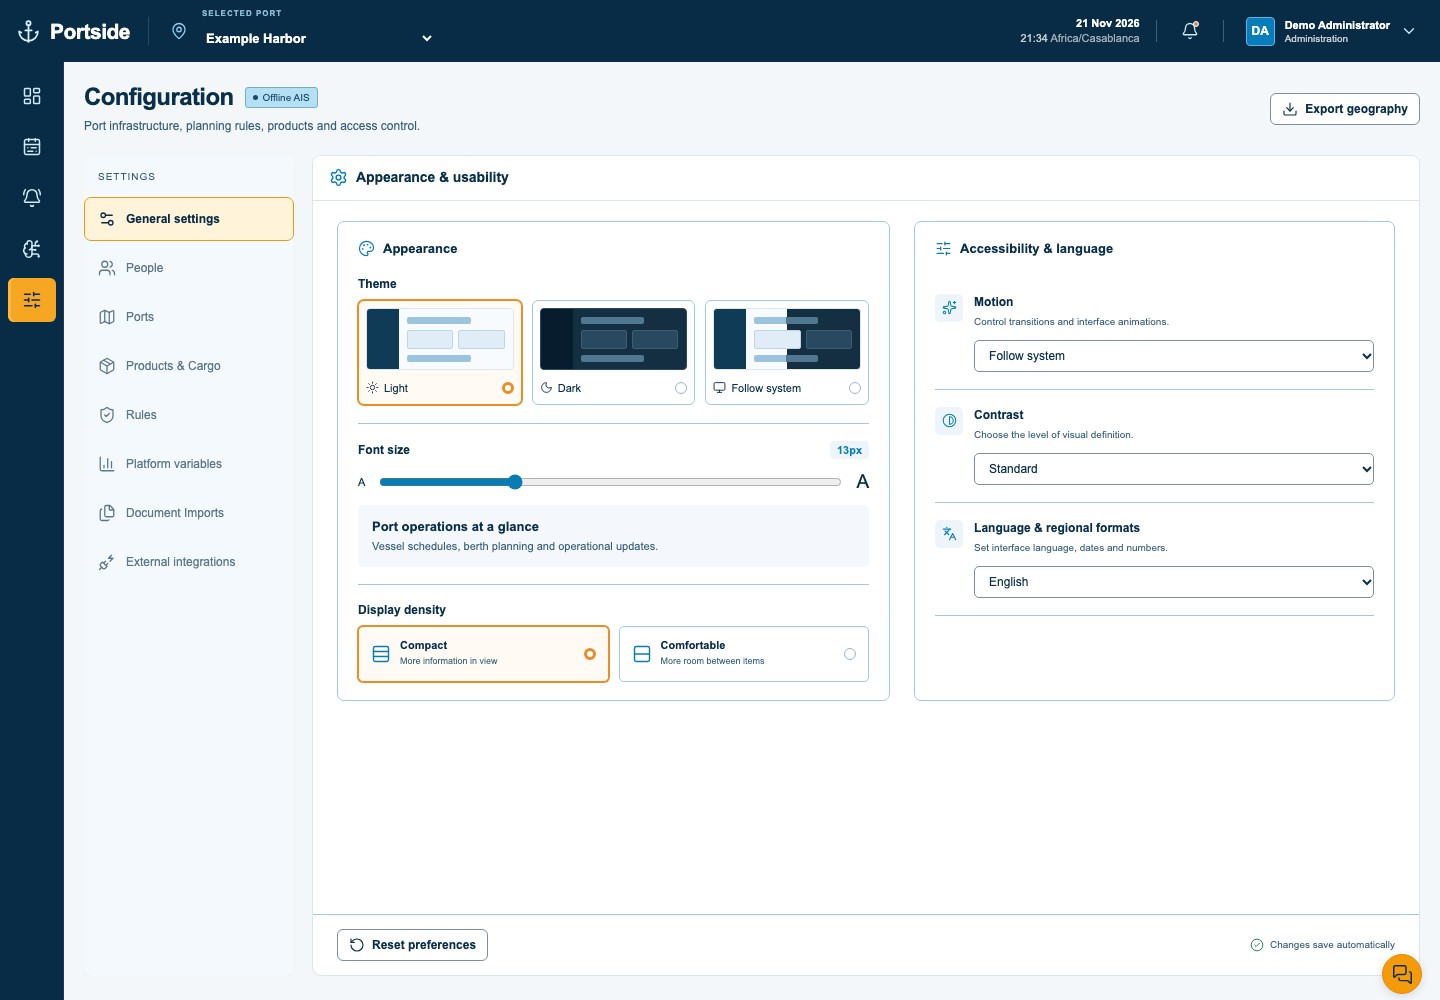 Portside
SELECTED PORT
Example Harbor
21 Nov 2026
21:34 Africa/Casablanca
DA
Demo Administrator
Administration
Configuration
Offline AIS
Port infrastructure, planning rules, products and access control.
Export geography
SETTINGS
General settings
People
Ports
Products & Cargo
Rules
Platform variables
Document Imports
External integrations
Appearance & usability
Appearance
Theme
Light
Dark
Follow system
Font size
13px
A
A
Port operations at a glance
Vessel schedules, berth planning and operational updates.
Display density
Compact
More information in view
Comfortable
More room between items
Accessibility & language
Motion
Control transitions and interface animations.
Follow system
Contrast
Choose the level of visual definition.
Standard
Language & regional formats
Set interface language, dates and numbers.
English
Reset preferences
Changes save automatically